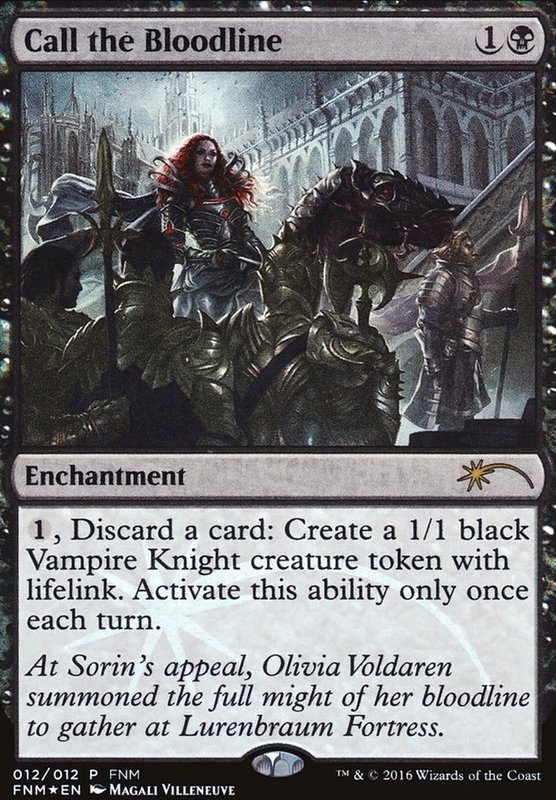 Call the Bloodline 1
Enchantment
1, Discard a card: Create a 1/1 black
Vampire Knight creature token with
lifelink. Activate this ability only once
each turn.
At Sorin's appeal, Olivia Voldaren
summoned the full might of her bloodline
to gather at Lurenbraum Fortress.
012/012 P FNM
FNM★EN Magali Villeneuve
™ & © 2016 Wizards of the Coast